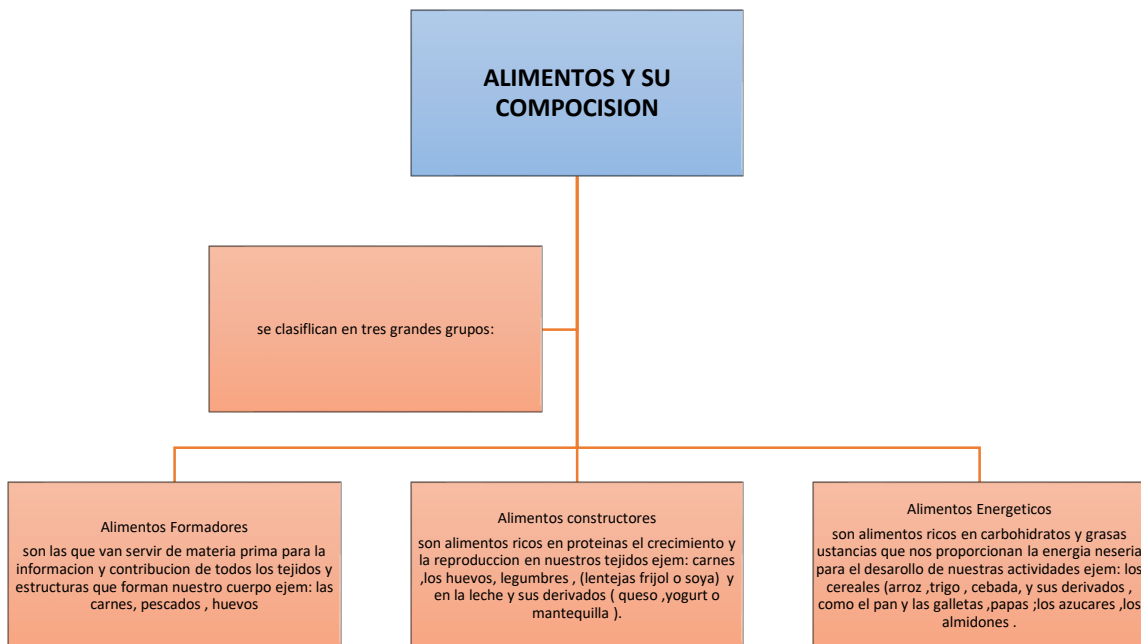 ALIMENTOS Y SU
COMPOCISION
se clasiflican en tres grandes grupos:
Alimentos Formadores
son las que van servir de materia prima para la
informacion y contribucion de todos los tejidos y
estructuras que forman nuestro cuerpo ejem: las
carnes, pescados , huevos
Alimentos constructores
son alimentos ricos en proteinas el crecimiento y
la reproduccion en nuestros tejidos ejem: carnes
,los huevos, legumbres , (lentejas frijol o soya)  y
en la leche y sus derivados ( queso ,yogurt o
mantequilla ).
Alimentos Energeticos
son alimentos ricos en carbohidratos y grasas
ustancias que nos proporcionan la energia neseria
para el desarollo de nuestras actividades ejem: los
cereales (arroz ,trigo , cebada, y sus derivados ,
como el pan y las galletas ,papas ;los azucares ,los
almidones .